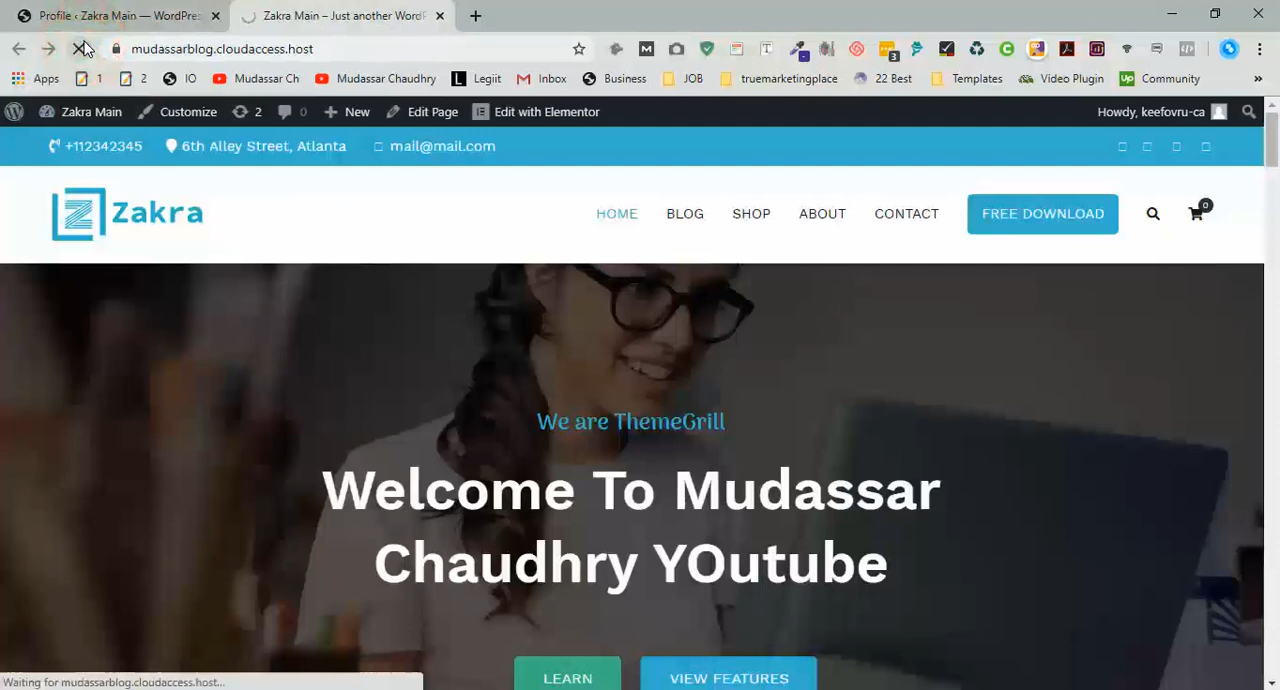 Profile ‹ Zakra Main — WordPres
Zakra Main – Just another WordP
mudassarblog.cloudaccess.host
Apps
1
2
IO
Mudassar Ch
Mudassar Chaudhry
Legiit
Inbox
Business
JOB
truemarketingplace
22 Best
Templates
Video Plugin
Community
»
Zakra Main
Customize
2
0
New
Edit Page
Edit with Elementor
Howdy, keefovru-ca
+112342345
6th Alley Street, Atlanta
mail@mail.com
Zakra
HOME
BLOG
SHOP
ABOUT
CONTACT
FREE DOWNLOAD
0
We are ThemeGrill
Welcome To Mudassar
Chaudhry YOutube
LEARN
VIEW FEATURES
Waiting for mudassarblog.cloudaccess.host...